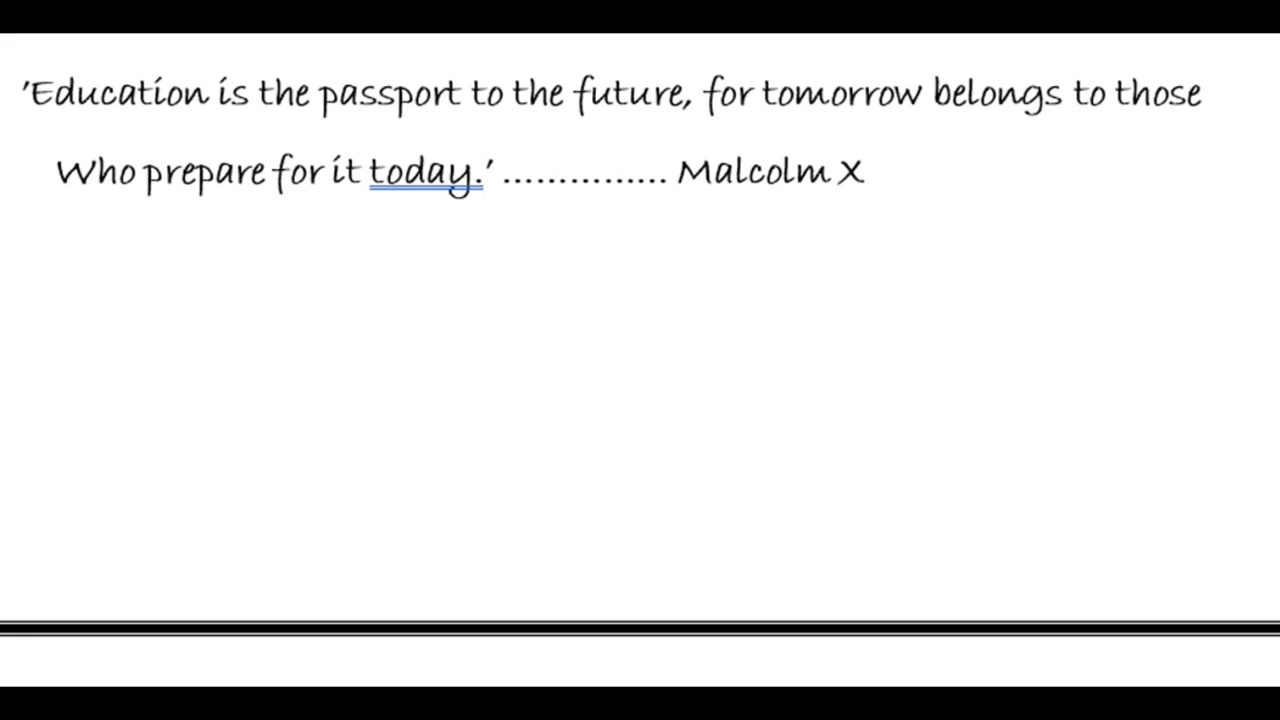 'Education is the passport to the future, for tomorrow belongs to those
Who prepare for it today.' ............... Malcolm X